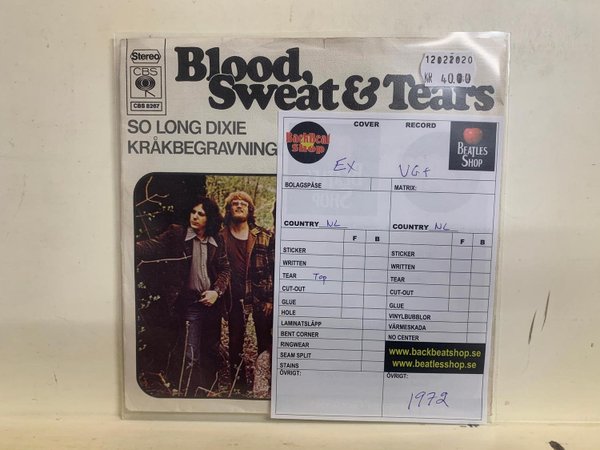 Stereo
CBS
CBS 8267
Blood,
Sweat & Tears
12022020
KR 40.00
SO LONG DIXIE
KRÅKBEGRAVNING
BackBeat
Shop
COVER RECORD
BEATLES
SHOP
EX VG+
BOLAGSPÅSE MATRIX:
COUNTRY NL COUNTRY NL
F B F B
STICKER STICKER
WRITTEN WRITTEN
TEAR Top TEAR
CUT-OUT CUT-OUT
GLUE GLUE
HOLE VINYLBUBBLOR
LAMINATSLÄPP VÄRMESKADA
BENT CORNER NO CENTER
RINGWEAR www.backbeatshop.se
SEAM SPLIT www.beatlesshop.se
STAINS
ÖVRIGT: ÖVRIGT:
1972